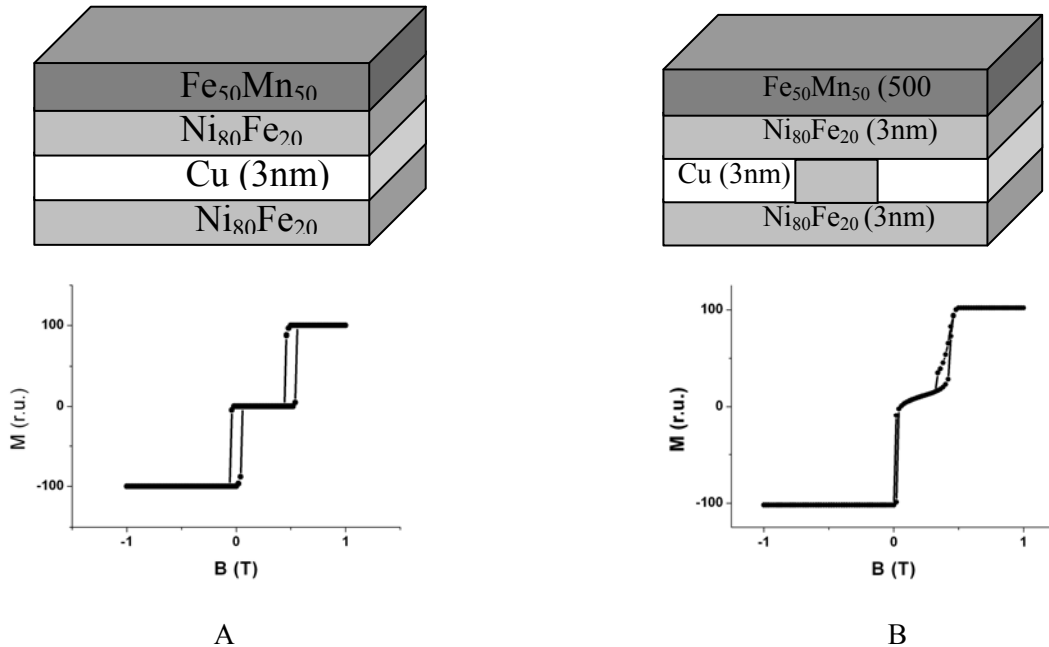 Fe₅₀Mn₅₀
Ni₈₀Fe₂₀
Cu (3nm)
Ni₈₀Fe₂₀
Fe₅₀Mn₅₀ (500
Ni₈₀Fe₂₀ (3nm)
Cu (3nm)
Ni₈₀Fe₂₀ (3nm)
M (r.u.)
100
0
-100
-1
0
1
B (T)
M (r.u.)
100
0
-100
-1
0
1
B (T)
A
B